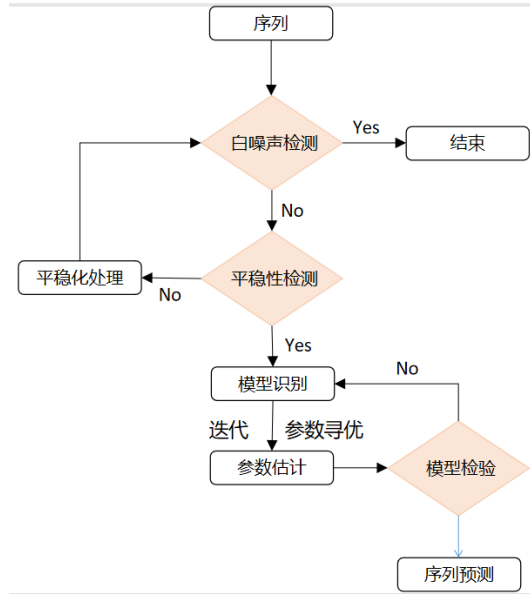 序列
白噪声检测
Yes
结束
No
平稳化处理
No
平稳性检测
Yes
模型识别
No
迭代
参数寻优
参数估计
模型检验
序列预测